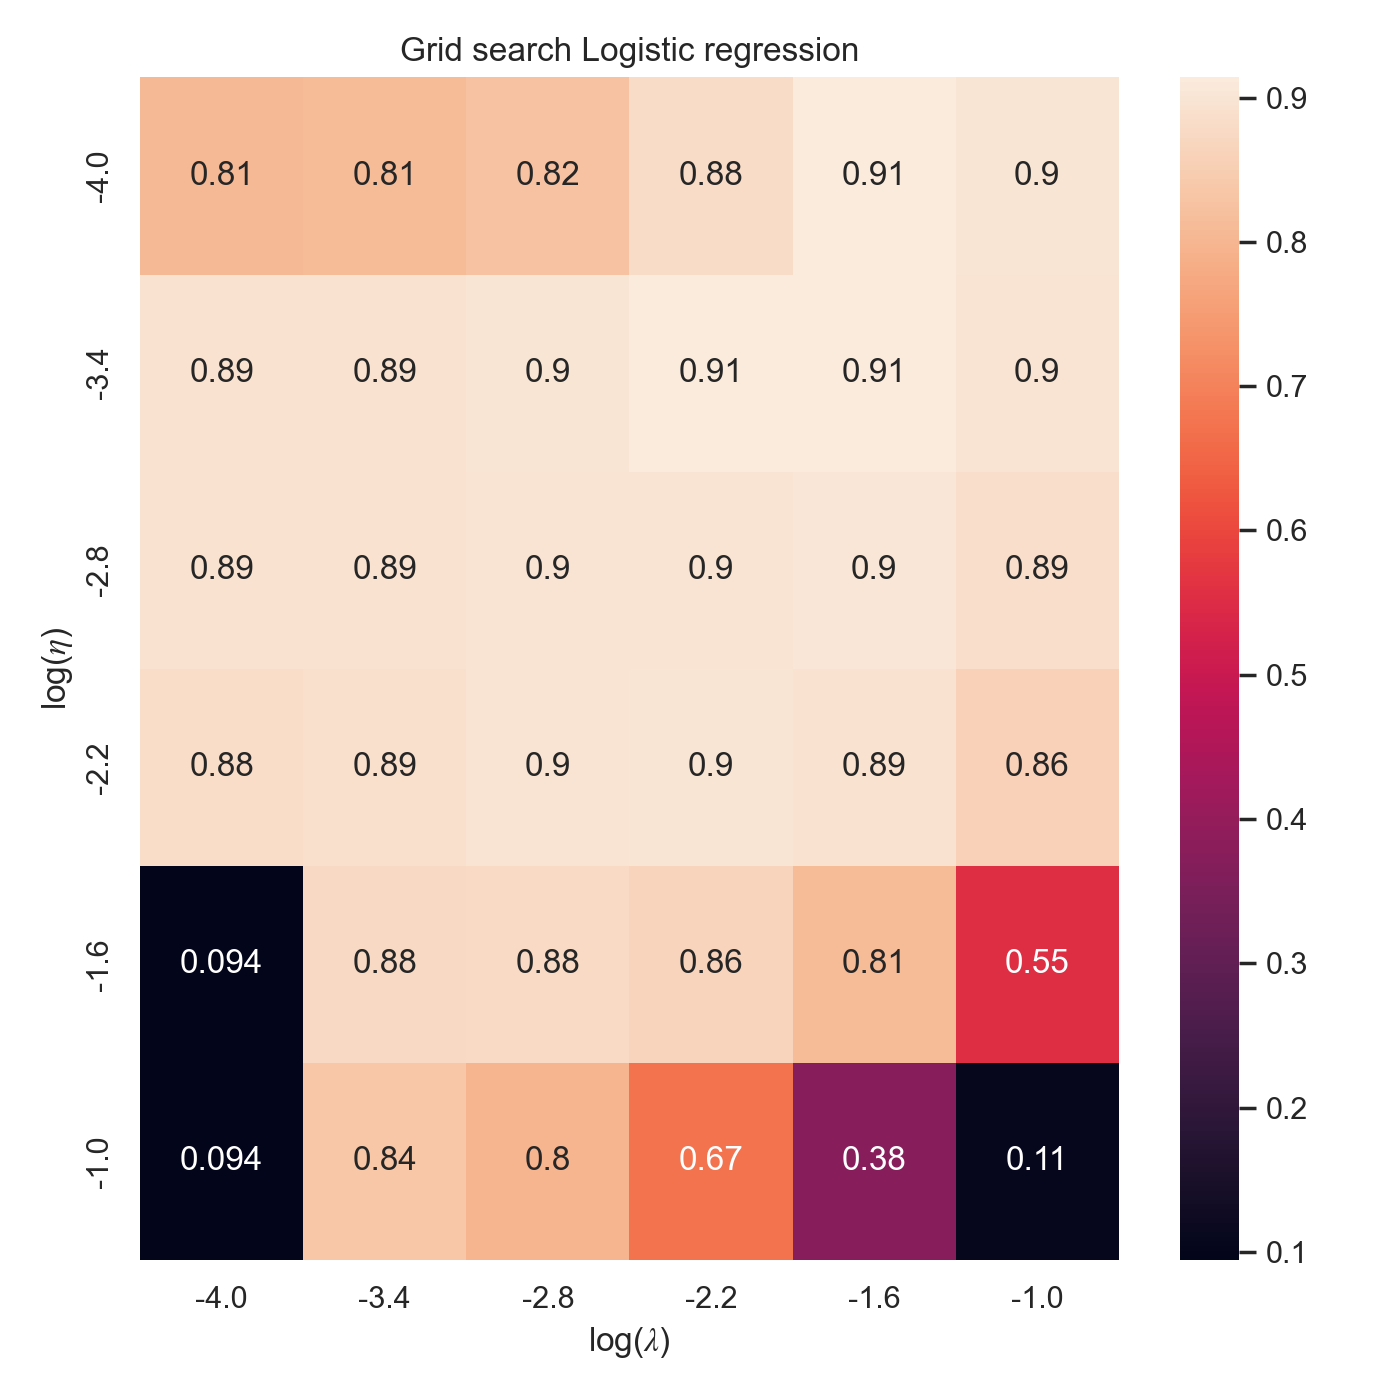 Grid search Logistic regression
-4.0 0.81 0.81 0.82 0.88 0.91 0.9
-3.4 0.89 0.89 0.9 0.91 0.91 0.9
-2.8 0.89 0.89 0.9 0.9 0.9 0.89
-2.2 0.88 0.89 0.9 0.9 0.89 0.86
-1.6 0.094 0.88 0.88 0.86 0.81 0.55
-1.0 0.094 0.84 0.8 0.67 0.38 0.11
log(η)
-4.0 -3.4 -2.8 -2.2 -1.6 -1.0
log(λ)
0.9
0.8
0.7
0.6
0.5
0.4
0.3
0.2
0.1